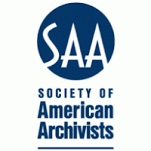 SAA
SOCIETY OF
American
Archivists